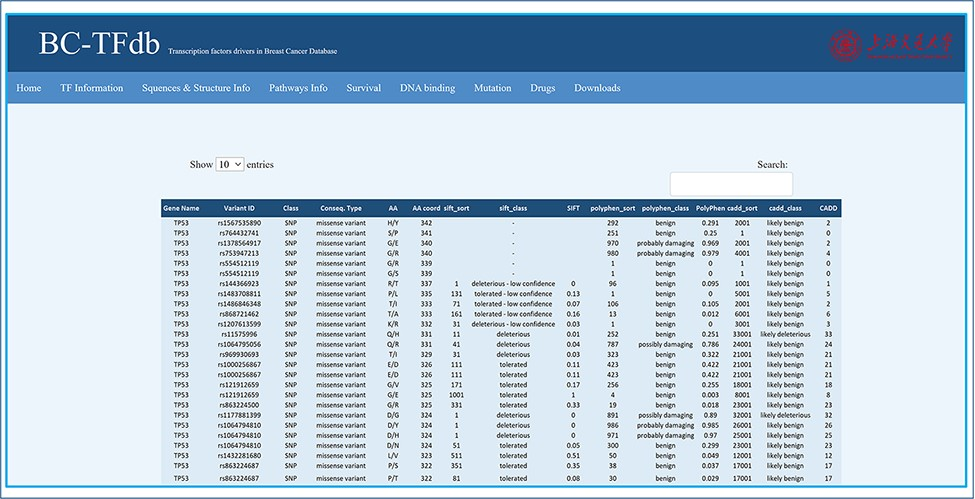 BC-TFdb Transcription factors drivers in Breast Cancer Database 上海交通大学
Home TF Information Squences & Structure Info Pathways Info Survival DNA binding Mutation Drugs Downloads
Show 10 entries Search:
Gene Name Variant ID Class Conseq. Type AA AA coord sift_sort sift_class SIFT polyphen_sort polyphen_class PolyPhen cadd_sort cadd_class CADD
TP53 rs1567535890 SNP missense variant H/Y 342 - 292 benign 0.291 2001 likely benign 2
TP53 rs764432741 SNP missense variant S/P 341 - 251 benign 0.25 1 likely benign 0
TP53 rs1378564917 SNP missense variant G/E 340 - 970 probably damaging 0.969 2001 likely benign 2
TP53 rs753947213 SNP missense variant G/R 340 - 980 probably damaging 0.979 4001 likely benign 4
TP53 rs554512119 SNP missense variant G/R 339 - 1 benign 0 1 likely benign 0
TP53 rs554512119 SNP missense variant G/S 339 - 1 benign 0 1 likely benign 0
TP53 rs144366923 SNP missense variant R/T 337 1 deleterious - low confidence 0 96 benign 0.095 1001 likely benign 1
TP53 rs1483708811 SNP missense variant P/L 335 131 tolerated - low confidence 0.13 1 benign 0 5001 likely benign 5
TP53 rs1486846348 SNP missense variant T/I 333 71 tolerated - low confidence 0.07 106 benign 0.105 2001 likely benign 2
TP53 rs868721462 SNP missense variant T/A 333 161 tolerated - low confidence 0.16 13 benign 0.012 6001 likely benign 6
TP53 rs1207613599 SNP missense variant K/R 332 31 deleterious - low confidence 0.03 1 benign 0 3001 likely benign 3
TP53 rs11575996 SNP missense variant Q/H 331 11 deleterious 0.01 252 benign 0.251 33001 likely deleterious 33
TP53 rs1064795056 SNP missense variant Q/R 331 41 deleterious 0.04 787 possibly damaging 0.786 24001 likely benign 24
TP53 rs969930693 SNP missense variant T/I 329 31 deleterious 0.03 323 benign 0.322 21001 likely benign 21
TP53 rs1000256867 SNP missense variant E/D 326 111 tolerated 0.11 423 benign 0.422 21001 likely benign 21
TP53 rs1000256867 SNP missense variant E/D 326 111 tolerated 0.11 423 benign 0.422 21001 likely benign 21
TP53 rs121912659 SNP missense variant G/V 325 171 tolerated 0.17 256 benign 0.255 18001 likely benign 18
TP53 rs121912659 SNP missense variant G/E 325 1001 tolerated 1 4 benign 0.003 8001 likely benign 8
TP53 rs863224500 SNP missense variant G/R 325 331 tolerated 0.33 19 benign 0.018 23001 likely benign 23
TP53 rs1177881399 SNP missense variant D/G 324 1 deleterious 0 891 possibly damaging 0.89 32001 likely deleterious 32
TP53 rs1064794810 SNP missense variant D/Y 324 1 deleterious 0 986 probably damaging 0.985 26001 likely benign 26
TP53 rs1064794810 SNP missense variant D/H 324 1 deleterious 0 971 probably damaging 0.97 25001 likely benign 25
TP53 rs1064794810 SNP missense variant D/N 324 51 tolerated 0.05 300 benign 0.299 23001 likely benign 23
TP53 rs1432281680 SNP missense variant L/V 323 511 tolerated 0.51 50 benign 0.049 12001 likely benign 12
TP53 rs863224687 SNP missense variant P/S 322 351 tolerated 0.35 38 benign 0.037 17001 likely benign 17
TP53 rs863224687 SNP missense variant P/T 322 81 tolerated 0.08 30 benign 0.029 17001 likely benign 17